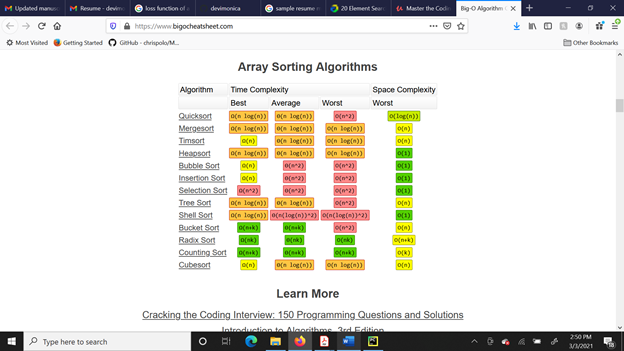 Updated manus
Resume - devimo
loss function of a
devimonica
sample resume n
20 Element Searc
Master the Codin
Big-O Algorithm
https://www.bigocheatsheet.com
Most Visited Getting Started GitHub - chrispolo/M... Other Bookmarks
Array Sorting Algorithms
Algorithm Time Complexity Space Complexity
Best Average Worst Worst
Quicksort O(n log(n)) O(n log(n)) O(n^2) O(log(n))
Mergesort O(n log(n)) O(n log(n)) O(n log(n)) O(n)
Timsort O(n) O(n log(n)) O(n log(n)) O(n)
Heapsort O(n log(n)) O(n log(n)) O(n log(n)) O(1)
Bubble Sort O(n) O(n^2) O(n^2) O(1)
Insertion Sort O(n) O(n^2) O(n^2) O(1)
Selection Sort O(n^2) O(n^2) O(n^2) O(1)
Tree Sort O(n log(n)) O(n log(n)) O(n^2) O(n)
Shell Sort O(n log(n)) O(n(log(n))^2) O(n(log(n))^2) O(1)
Bucket Sort O(n+k) O(n+k) O(n^2) O(n)
Radix Sort O(nk) O(nk) O(nk) O(n+k)
Counting Sort O(n+k) O(n+k) O(n+k) O(k)
Cubesort O(n) O(n log(n)) O(n log(n)) O(n)
Learn More
Cracking the Coding Interview: 150 Programming Questions and Solutions
Introduction to Algorithms, 3rd Edition
Type here to search
2:50 PM
3/3/2021